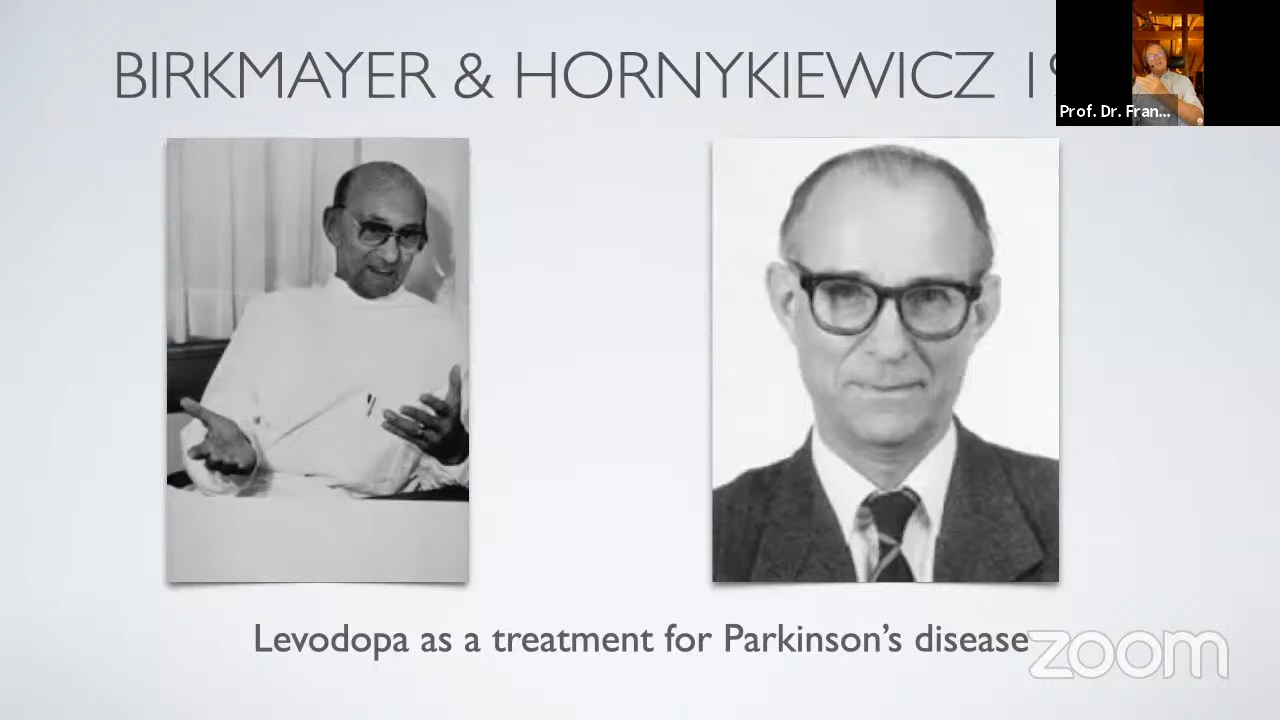 BIRKMAYER & HORNYKIEWICZ 1
Prof. Dr. Fran...
Levodopa as a treatment for Parkinson's disease
zoom